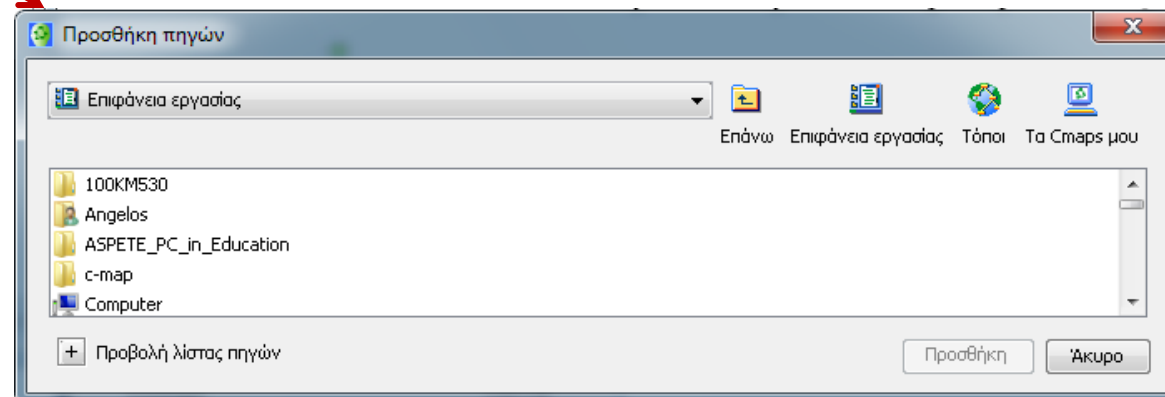 Προσθήκη πηγών
Επιφάνεια εργασίας
Επάνω Επιφάνεια εργασίας Τόποι Τα Cmaps μου
100KM530
Angelos
ASPETE_PC_in_Education
c-map
Computer
Προβολή λίστας πηγών
Προσθήκη Άκυρο